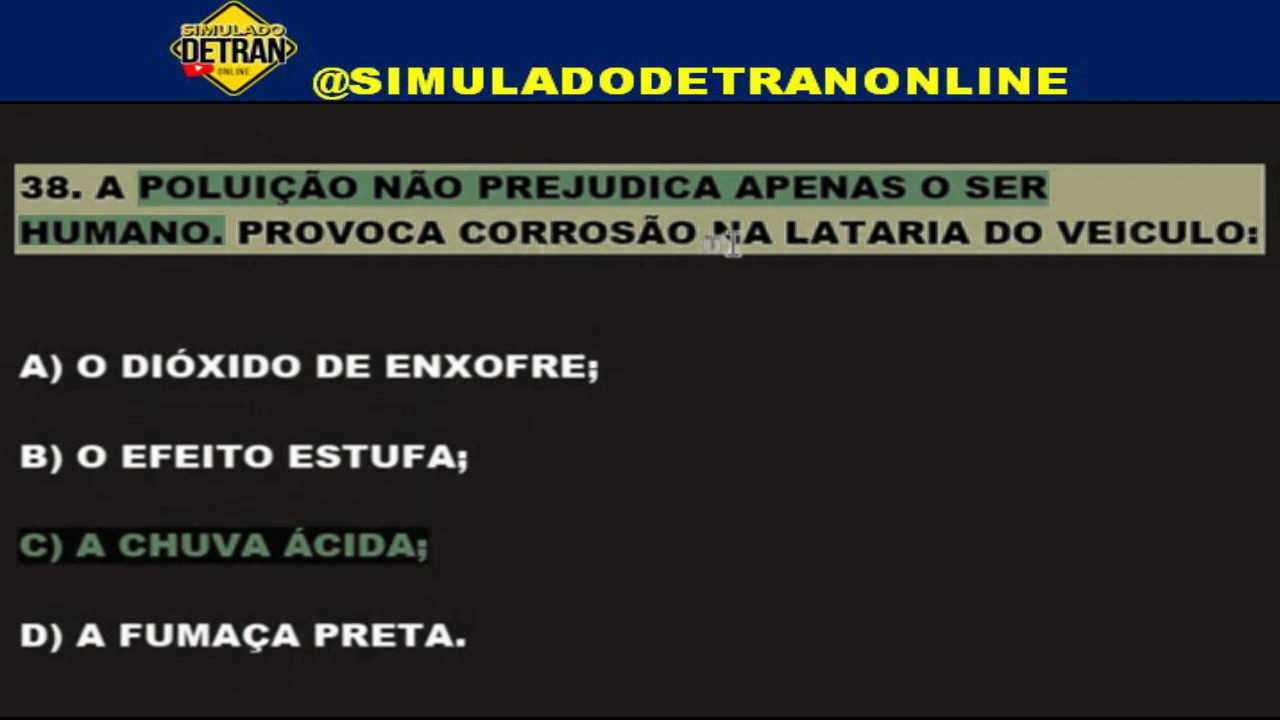 SIMULADO
DETRAN
ONLINE
@SIMULADODETRANONLINE
38. A POLUIÇÃO NÃO PREJUDICA APENAS O SER
HUMANO. PROVOCA CORROSÃO NA LATARIA DO VEICULO:
A) O DIÓXIDO DE ENXOFRE;
B) O EFEITO ESTUFA;
C) A CHUVA ÁCIDA;
D) A FUMAÇA PRETA.